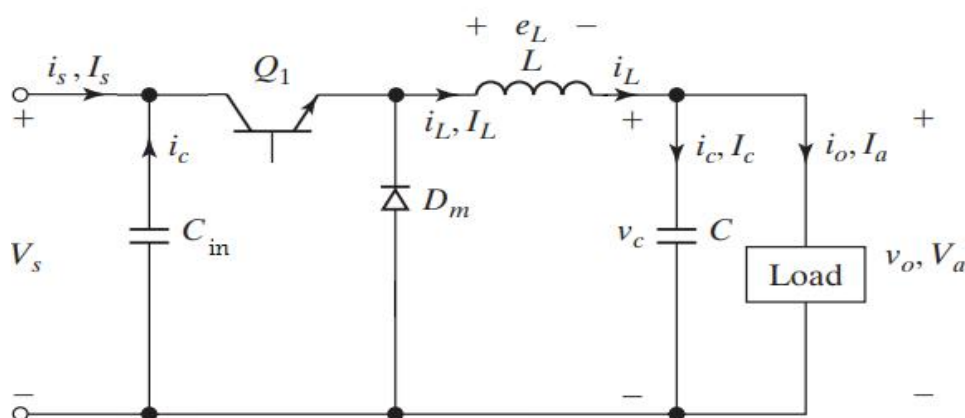 + e_L −
i_s, I_s Q_1 L i_L
+ i_L, I_L + i_c, I_c i_o, I_a +
i_c
D_m
V_s C_in v_c C Load v_o, V_a
− − −